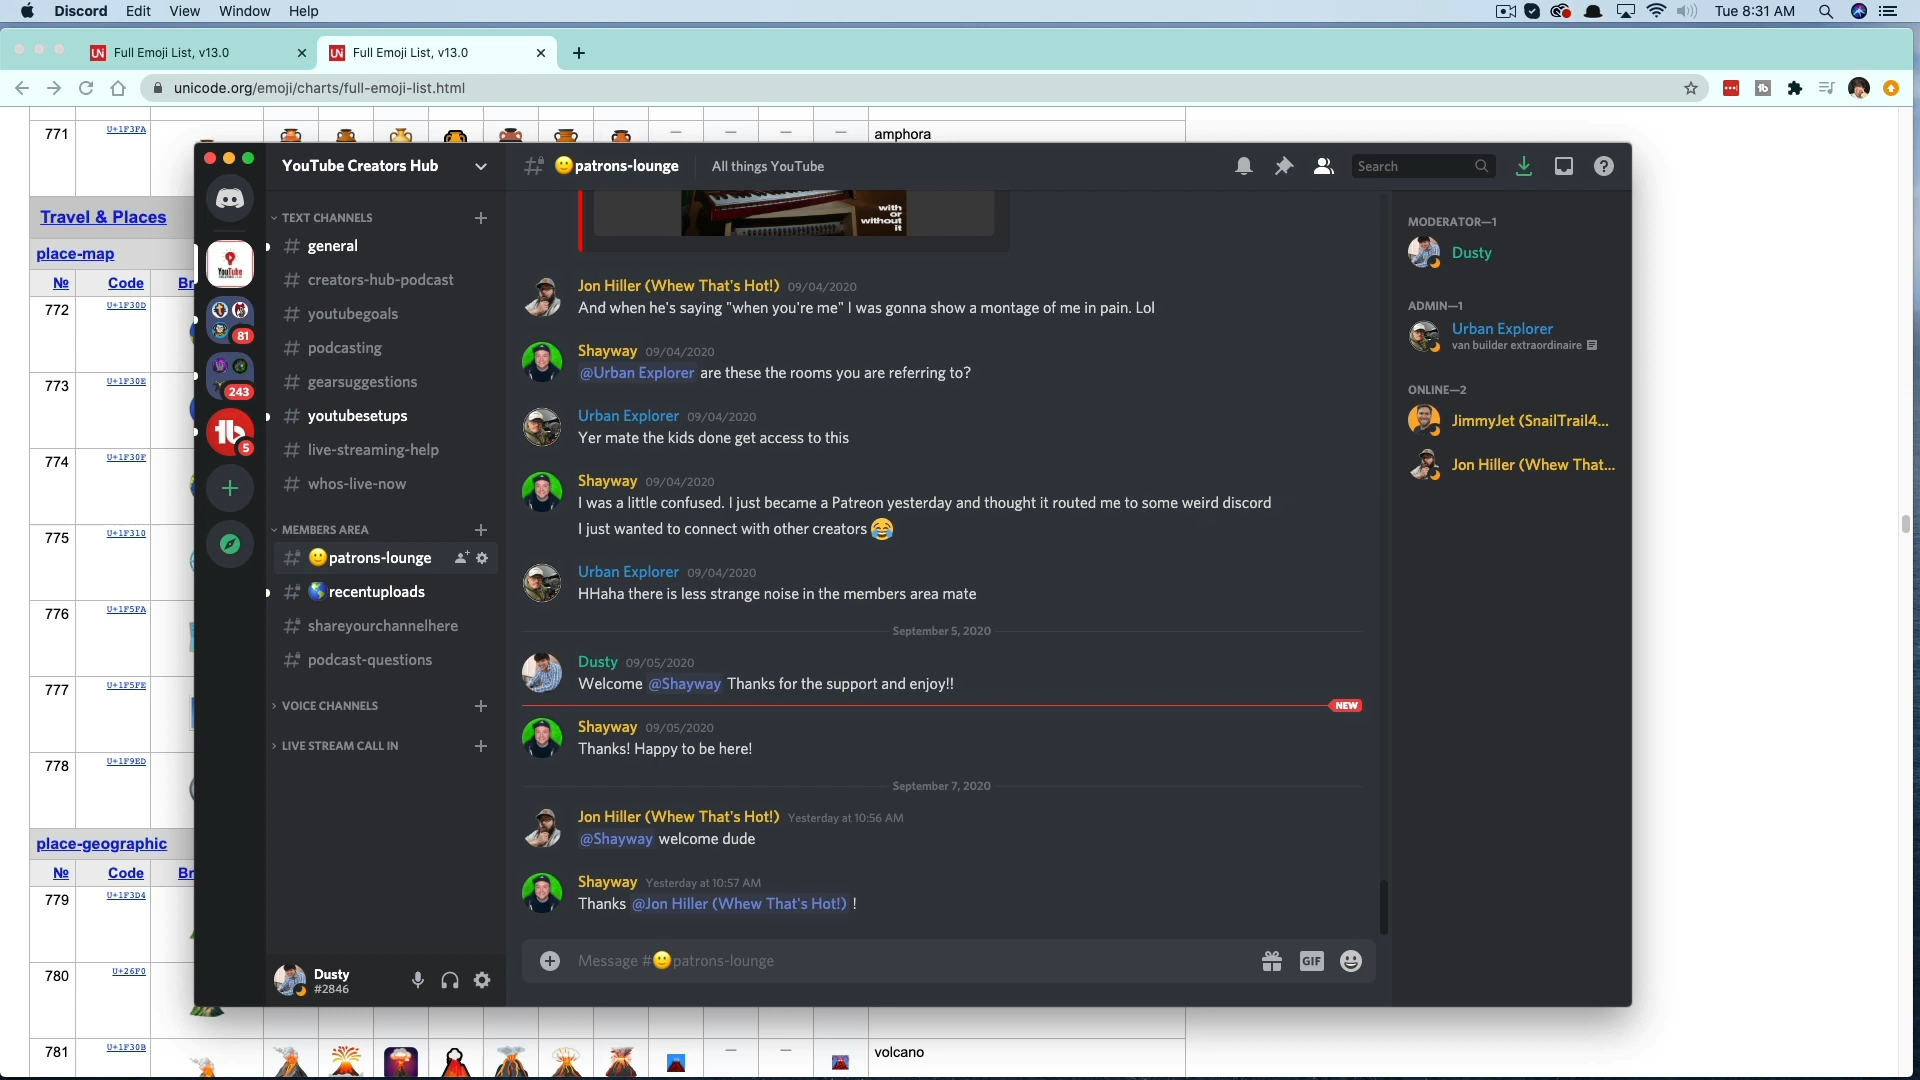 Discord Edit View Window Help
Tue 8:31 AM
Full Emoji List, v13.0
Full Emoji List, v13.0
unicode.org/emoji/charts/full-emoji-list.html
771 U+1F3FA amphora
Travel & Places
place-map
№ Code Br
772 U+1F30D
773 U+1F30E
774 U+1F30F
775 U+1F310
776 U+1F5FA
777 U+1F5FE
778 U+1F9ED
place-geographic
№ Code Br
779 U+1F3D4
780 U+26F0
781 U+1F30B volcano
81
243
5
YouTube Creators Hub
TEXT CHANNELS
general
creators-hub-podcast
youtubegoals
podcasting
gearsuggestions
youtubesetups
live-streaming-help
whos-live-now
MEMBERS AREA
🙂patrons-lounge
🌎recentuploads
shareyourchannelhere
podcast-questions
VOICE CHANNELS
LIVE STREAM CALL IN
Dusty
#2846
🙂patrons-lounge All things YouTube
Search
with
or
without
it
Jon Hiller (Whew That's Hot!) 09/04/2020
And when he's saying "when you're me" I was gonna show a montage of me in pain. Lol
Shayway 09/04/2020
@Urban Explorer are these the rooms you are referring to?
Urban Explorer 09/04/2020
Yer mate the kids done get access to this
Shayway 09/04/2020
I was a little confused. I just became a Patreon yesterday and thought it routed me to some weird discord
I just wanted to connect with other creators 😂
Urban Explorer 09/04/2020
HHaha there is less strange noise in the members area mate
September 5, 2020
Dusty 09/05/2020
Welcome @Shayway Thanks for the support and enjoy!!
NEW
Shayway 09/05/2020
Thanks! Happy to be here!
September 7, 2020
Jon Hiller (Whew That's Hot!) Yesterday at 10:56 AM
@Shayway welcome dude
Shayway Yesterday at 10:57 AM
Thanks @Jon Hiller (Whew That's Hot!) !
Message #🙂patrons-lounge
GIF
MODERATOR—1
Dusty
ADMIN—1
Urban Explorer
van builder extraordinaire
ONLINE—2
JimmyJet (SnailTrail4...
Jon Hiller (Whew That...